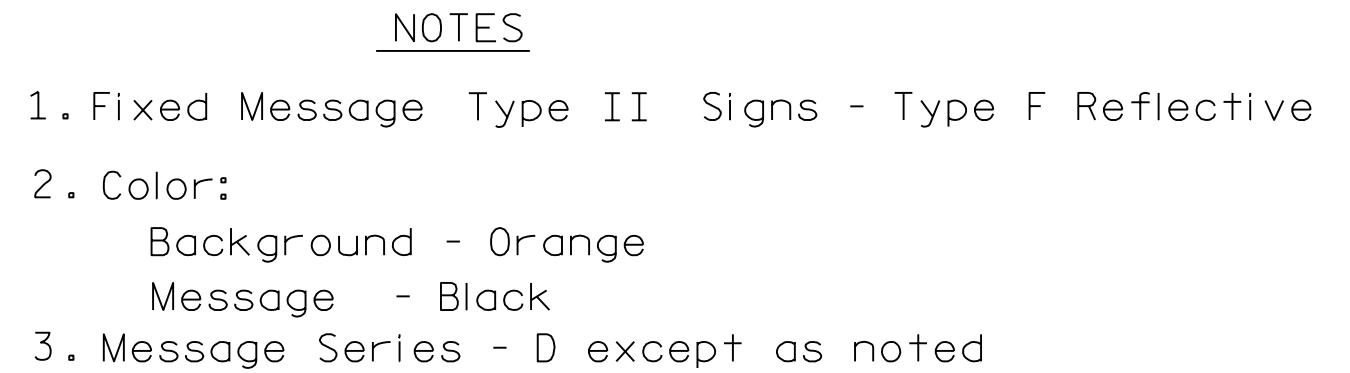 NOTES
1. Fixed Message Type II Signs - Type F Reflective
2. Color:
Background - Orange
Message - Black
3. Message Series - D except as noted